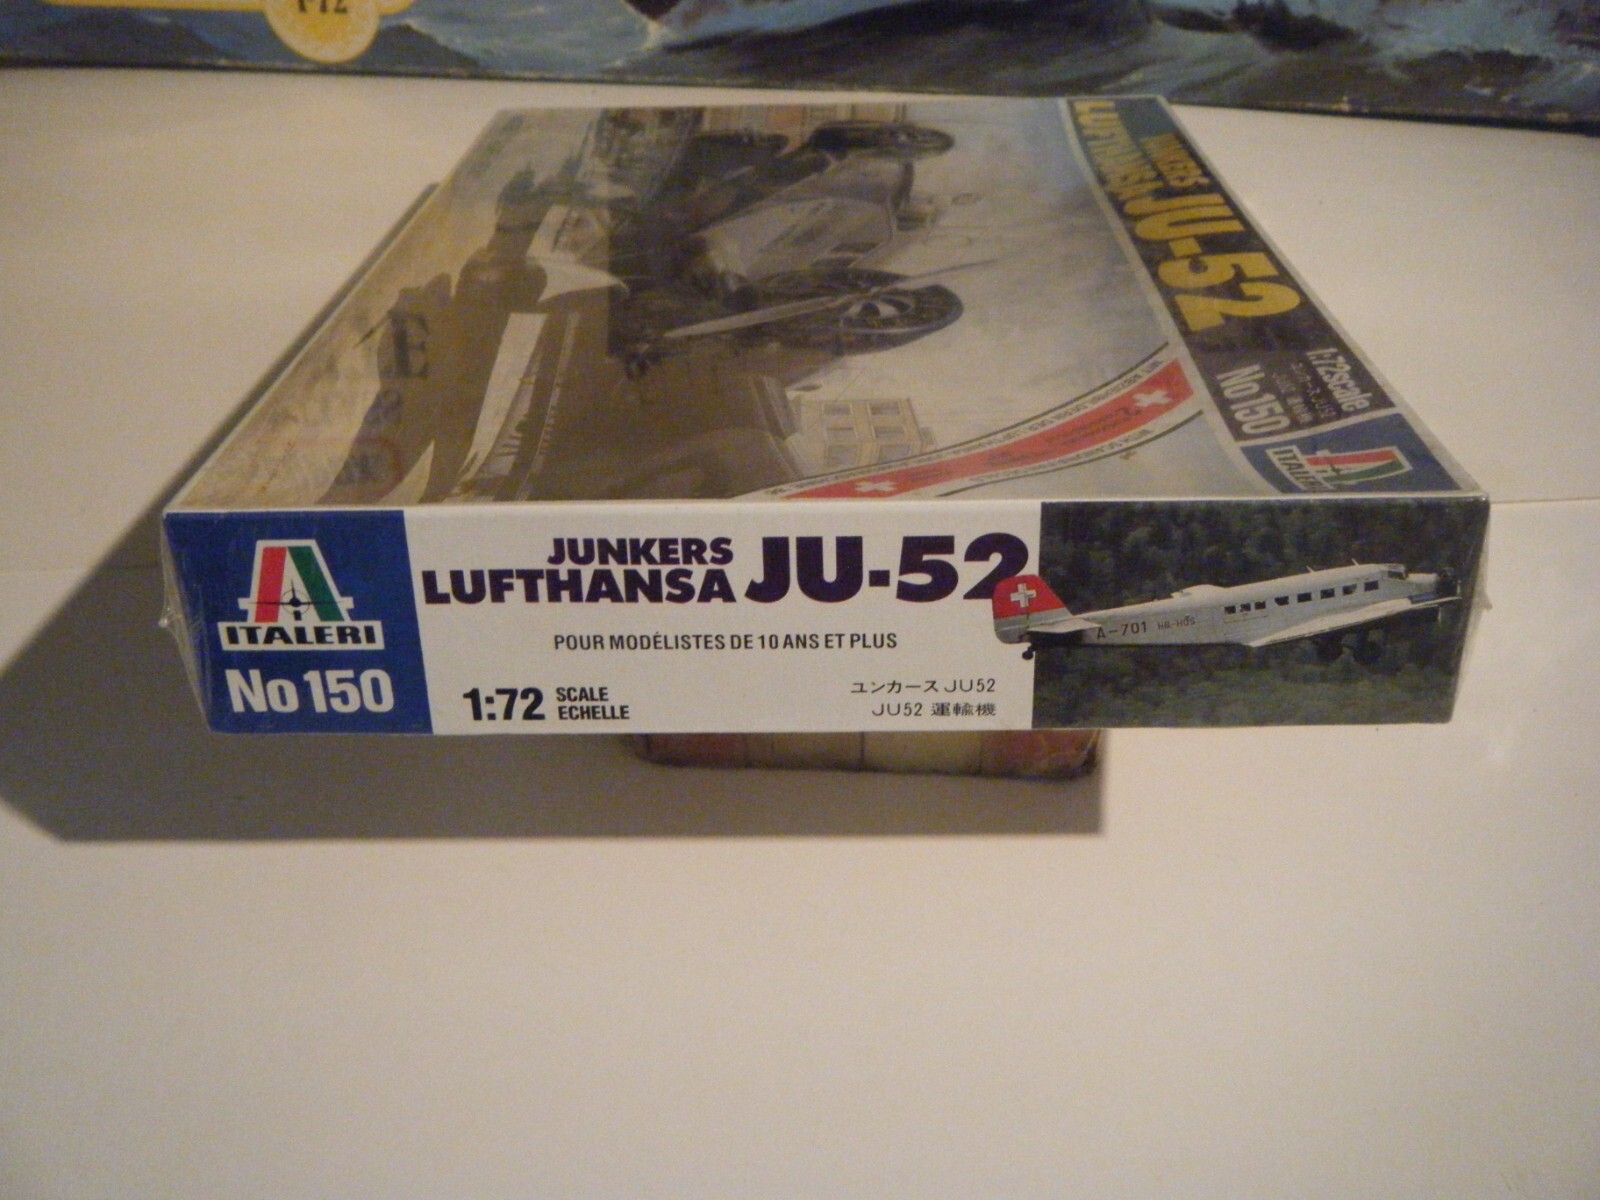 JUNKERS
LUFTHANSA JU-52
1:72 scale
No 150
ITALERI
ITALERI
No 150
JUNKERS
LUFTHANSA JU-52
POUR MODÉLISTES DE 10 ANS ET PLUS
1:72 SCALE
ECHELLE
ユンカース JU52
JU52 運輸機
A-701 HB-HOS